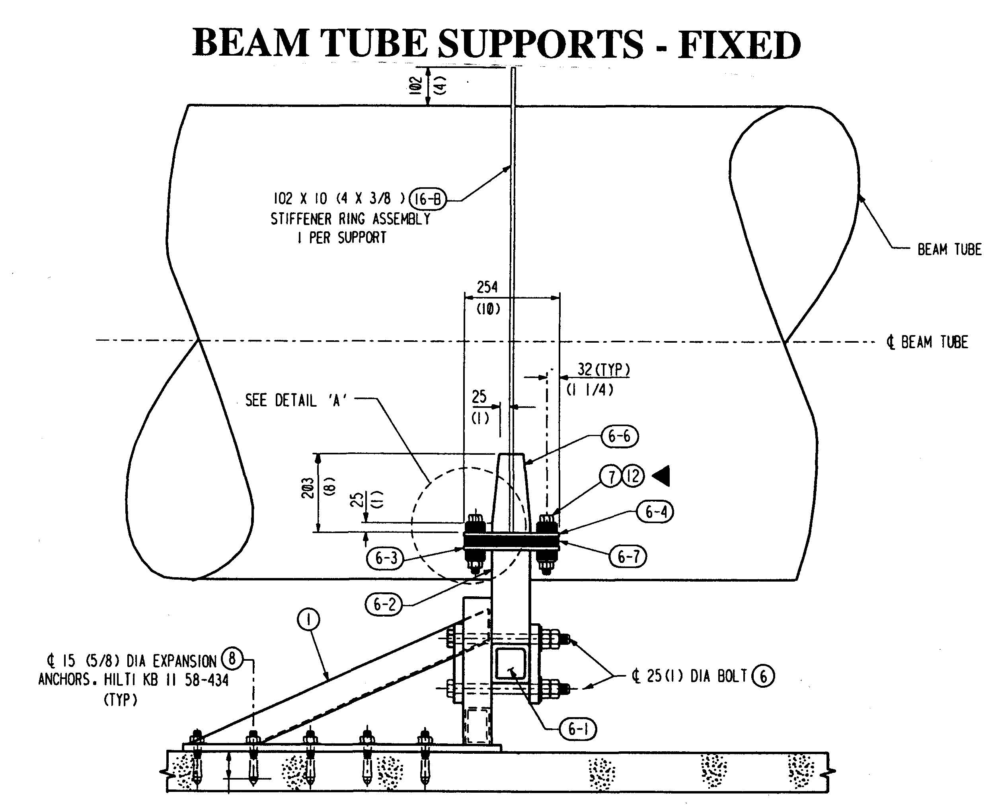 BEAM TUBE SUPPORTS - FIXED
102
(4)
102 X 10 (4 X 3/8 ) 16-B
STIFFENER RING ASSEMBLY
1 PER SUPPORT
BEAM TUBE
254
(10)
℄ BEAM TUBE
32(TYP)
(1 1/4)
SEE DETAIL 'A'
25
(1)
6-6
203
(8)
25
(1)
7 12
6-4
6-3
6-7
6-2
1
℄ 15 (5/8) DIA EXPANSION 8
ANCHORS. HILTI KB II 58-434
(TYP)
℄ 25(1) DIA BOLT 6
6-1